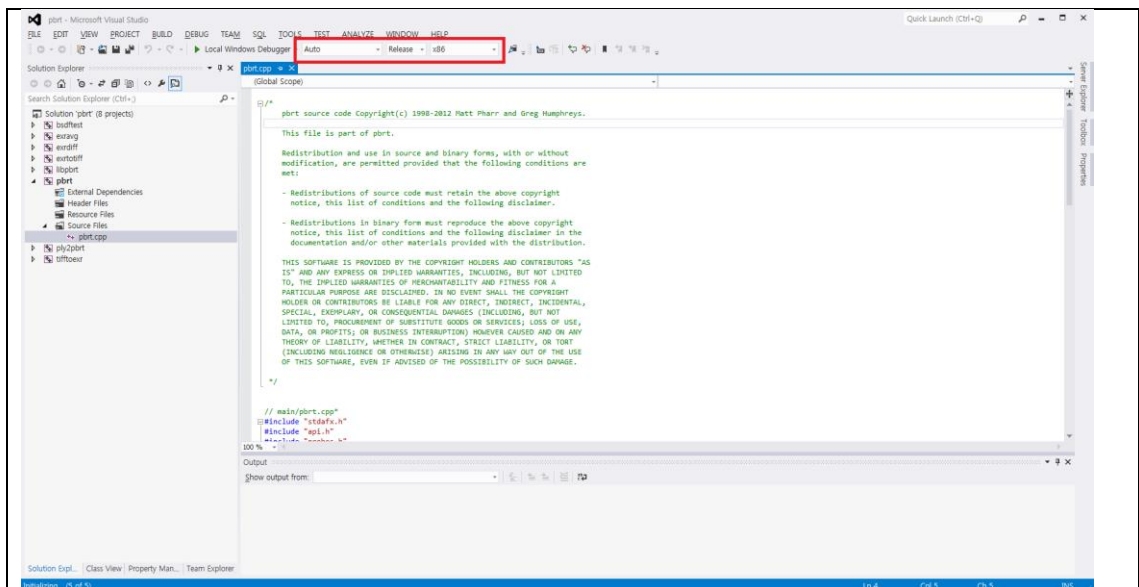 pbrt - Microsoft Visual Studio
Quick Launch (Ctrl+Q)
FILE EDIT VIEW PROJECT BUILD DEBUG TEAM SQL TOOLS TEST ANALYZE WINDOW HELP
Local Windows Debugger Auto Release x86
Solution Explorer
Search Solution Explorer (Ctrl+;)
Solution 'pbrt' (8 projects)
bsdftest
exravg
exrdiff
exrtotiff
libpbrt
pbrt
External Dependencies
Header Files
Resource Files
Source Files
pbrt.cpp
ply2pbrt
tifftoexr
pbrt.cpp
(Global Scope)
/*
pbrt source code Copyright(c) 1998-2012 Matt Pharr and Greg Humphreys.
This file is part of pbrt.
Redistribution and use in source and binary forms, with or without
modification, are permitted provided that the following conditions are
met:
- Redistributions of source code must retain the above copyright
notice, this list of conditions and the following disclaimer.
- Redistributions in binary form must reproduce the above copyright
notice, this list of conditions and the following disclaimer in the
documentation and/or other materials provided with the distribution.
THIS SOFTWARE IS PROVIDED BY THE COPYRIGHT HOLDERS AND CONTRIBUTORS "AS
IS" AND ANY EXPRESS OR IMPLIED WARRANTIES, INCLUDING, BUT NOT LIMITED
TO, THE IMPLIED WARRANTIES OF MERCHANTABILITY AND FITNESS FOR A
PARTICULAR PURPOSE ARE DISCLAIMED. IN NO EVENT SHALL THE COPYRIGHT
HOLDER OR CONTRIBUTORS BE LIABLE FOR ANY DIRECT, INDIRECT, INCIDENTAL,
SPECIAL, EXEMPLARY, OR CONSEQUENTIAL DAMAGES (INCLUDING, BUT NOT
LIMITED TO, PROCUREMENT OF SUBSTITUTE GOODS OR SERVICES; LOSS OF USE,
DATA, OR PROFITS; OR BUSINESS INTERRUPTION) HOWEVER CAUSED AND ON ANY
THEORY OF LIABILITY, WHETHER IN CONTRACT, STRICT LIABILITY, OR TORT
(INCLUDING NEGLIGENCE OR OTHERWISE) ARISING IN ANY WAY OUT OF THE USE
OF THIS SOFTWARE, EVEN IF ADVISED OF THE POSSIBILITY OF SUCH DAMAGE.
*/
// main/pbrt.cpp*
#include "stdafx.h"
#include "api.h"
100 %
Output
Show output from:
Solution Expl... Class View Property Man... Team Explorer
Initializing (5 of 5)
Ln 4 Col 5 Ch 5 INS
Server Explorer
Toolbox
Properties